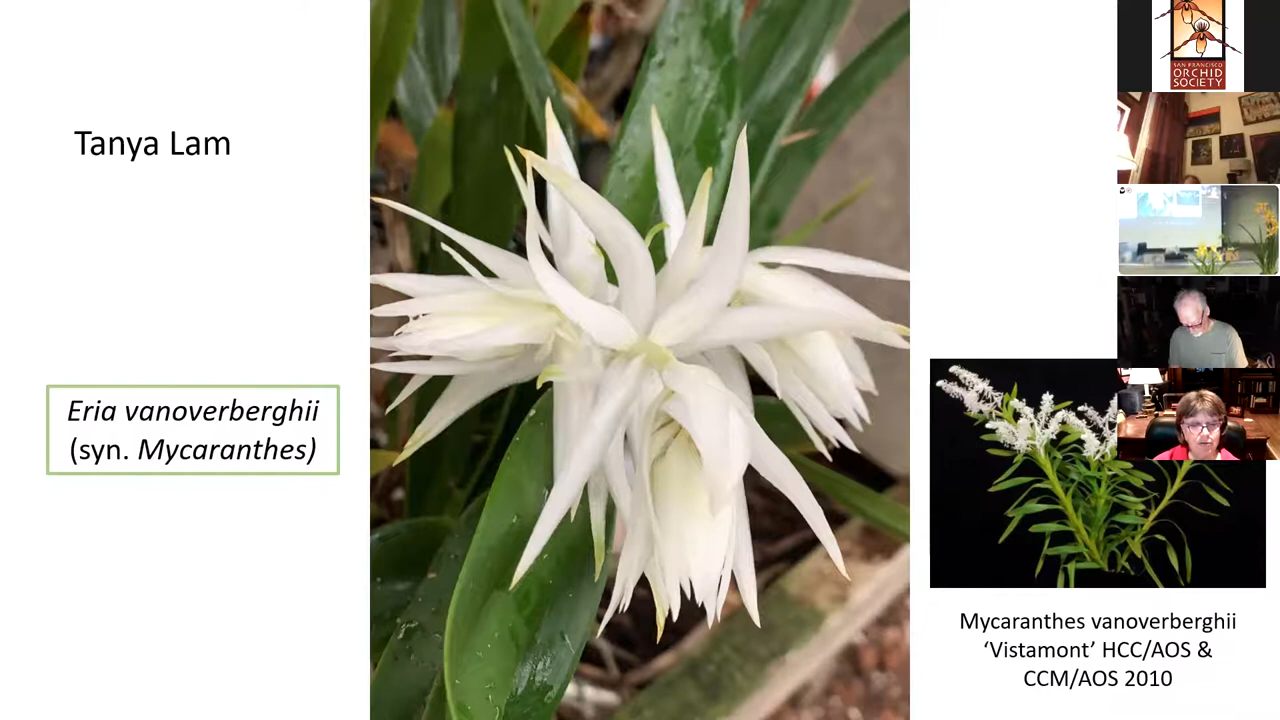 Tanya Lam
Eria vanoverberghii
(syn. Mycaranthes)
SAN FRANCISCO
ORCHID
SOCIETY
Mycaranthes vanoverberghii
‘Vistamont’ HCC/AOS &
CCM/AOS 2010